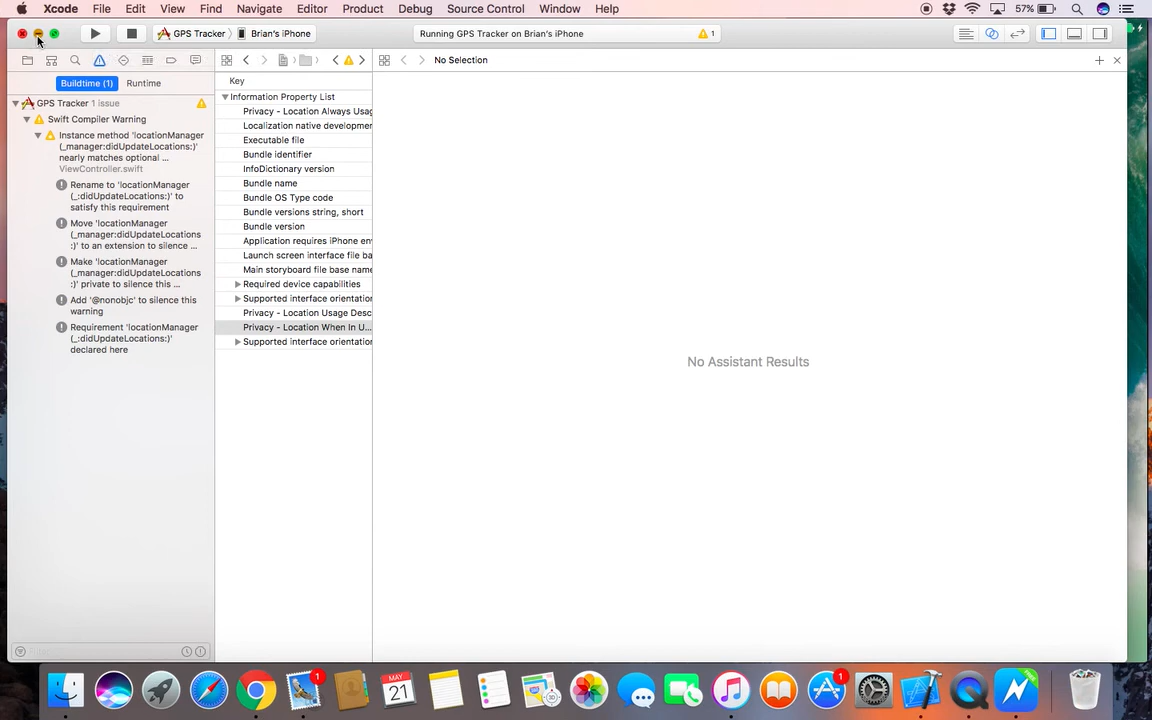 Xcode File Edit View Find Navigate Editor Product Debug Source Control Window Help 57%
GPS Tracker Brian's iPhone Running GPS Tracker on Brian's iPhone 1
No Selection
Buildtime (1) Runtime
GPS Tracker 1 issue
Swift Compiler Warning
Instance method 'locationManager
(_manager:didUpdateLocations:)'
nearly matches optional ...
ViewController.swift
Rename to 'locationManager
(_:didUpdateLocations:)' to
satisfy this requirement
Move 'locationManager
(_manager:didUpdateLocations
:)' to an extension to silence ...
Make 'locationManager
(_manager:didUpdateLocations
:)' private to silence this ...
Add '@nonobjc' to silence this
warning
Requirement 'locationManager
(_:didUpdateLocations:)'
declared here
Key
Information Property List
Privacy - Location Always Usag
Localization native developmer
Executable file
Bundle identifier
InfoDictionary version
Bundle name
Bundle OS Type code
Bundle versions string, short
Bundle version
Application requires iPhone en
Launch screen interface file ba
Main storyboard file base name
Required device capabilities
Supported interface orientation
Privacy - Location Usage Desc
Privacy - Location When In U...
Supported interface orientation
No Assistant Results
1
MAY
21
1